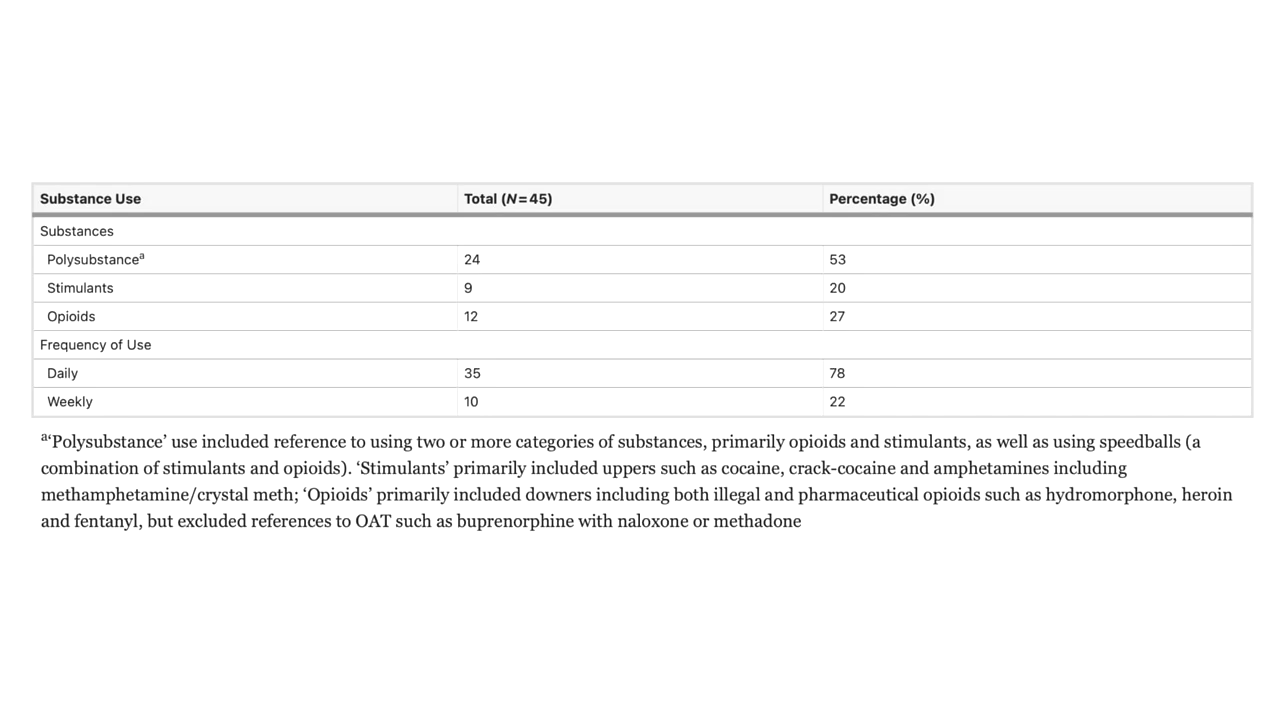 Substance Use Total (N=45) Percentage (%)
Substances
Polysubstanceᵃ 24 53
Stimulants 9 20
Opioids 12 27
Frequency of Use
Daily 35 78
Weekly 10 22
ᵃ‘Polysubstance’ use included reference to using two or more categories of substances, primarily opioids and stimulants, as well as using speedballs (a
combination of stimulants and opioids). ‘Stimulants’ primarily included uppers such as cocaine, crack-cocaine and amphetamines including
methamphetamine/crystal meth; ‘Opioids’ primarily included downers including both illegal and pharmaceutical opioids such as hydromorphone, heroin
and fentanyl, but excluded references to OAT such as buprenorphine with naloxone or methadone